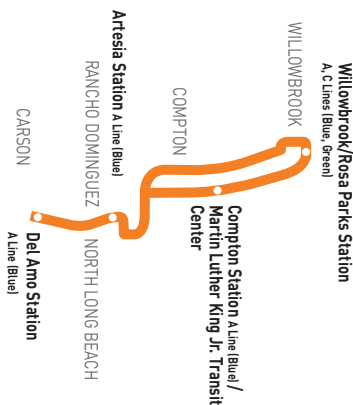 Willowbrook/Rosa Parks Station
A, C Lines (Blue, Green)
WILLOWBROOK
Compton Station A Line (Blue)/
Martin Luther King Jr. Transit
Center
COMPTON
Artesia Station A Line (Blue)
RANCHO DOMINGUEZ
NORTH LONG BEACH
CARSON
Del Amo Station
A Line (Blue)